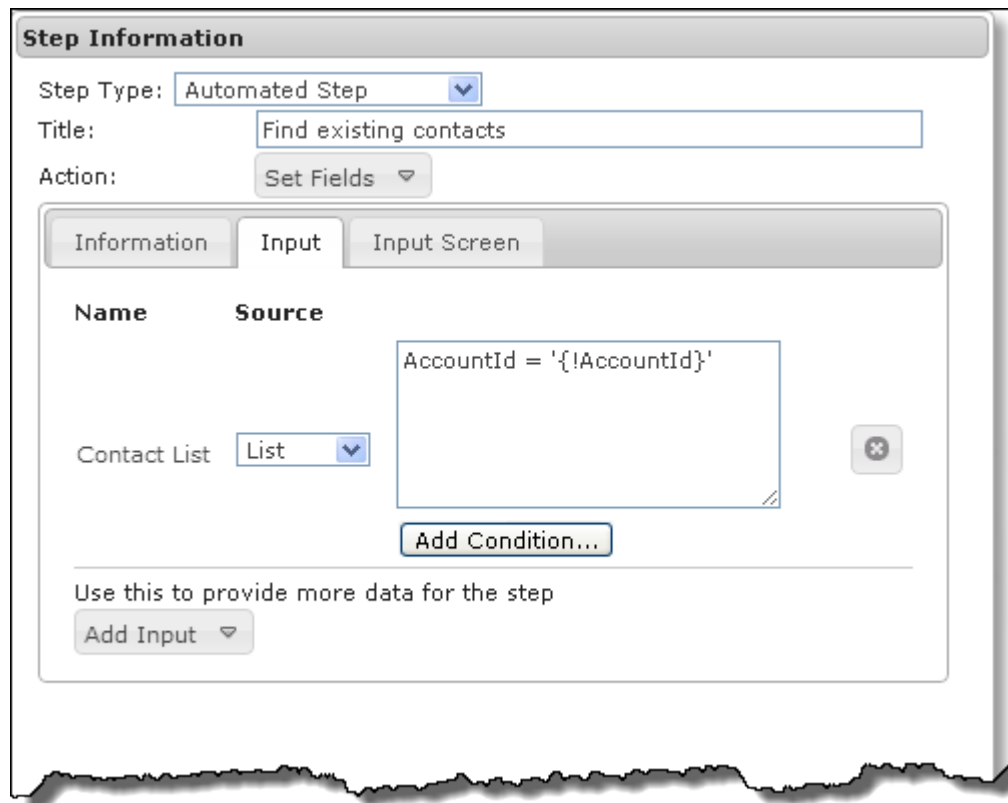 Step Information
Step Type: Automated Step
Title: Find existing contacts
Action: Set Fields
Information Input Input Screen
Name Source
AccountId = '{!AccountId}'
Contact List List
Add Condition...
Use this to provide more data for the step
Add Input